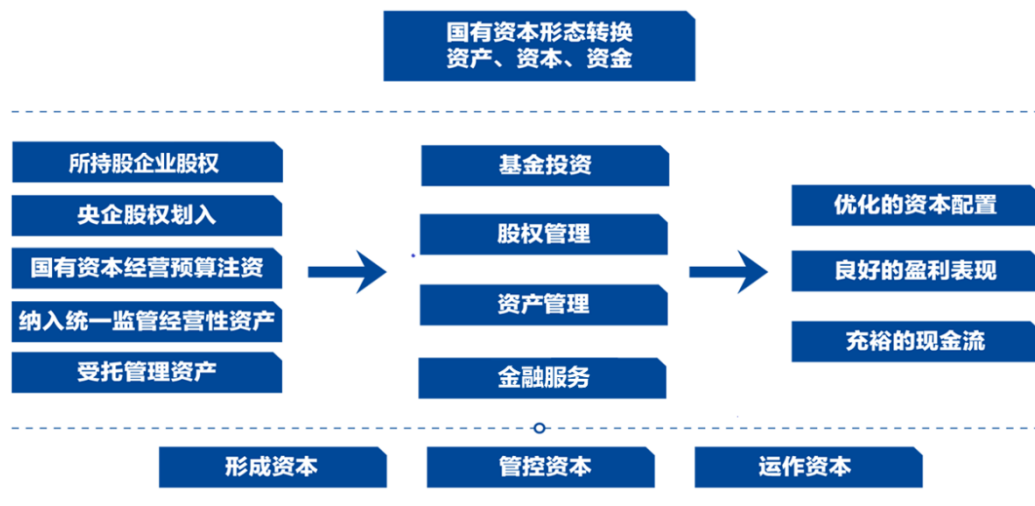 国有资本形态转换
资产、资本、资金
所持股企业股权
央企股权划入
国有资本经营预算注资
纳入统一监管经营性资产
受托管理资产
基金投资
股权管理
资产管理
金融服务
优化的资本配置
良好的盈利表现
充裕的现金流
形成资本
管控资本
运作资本